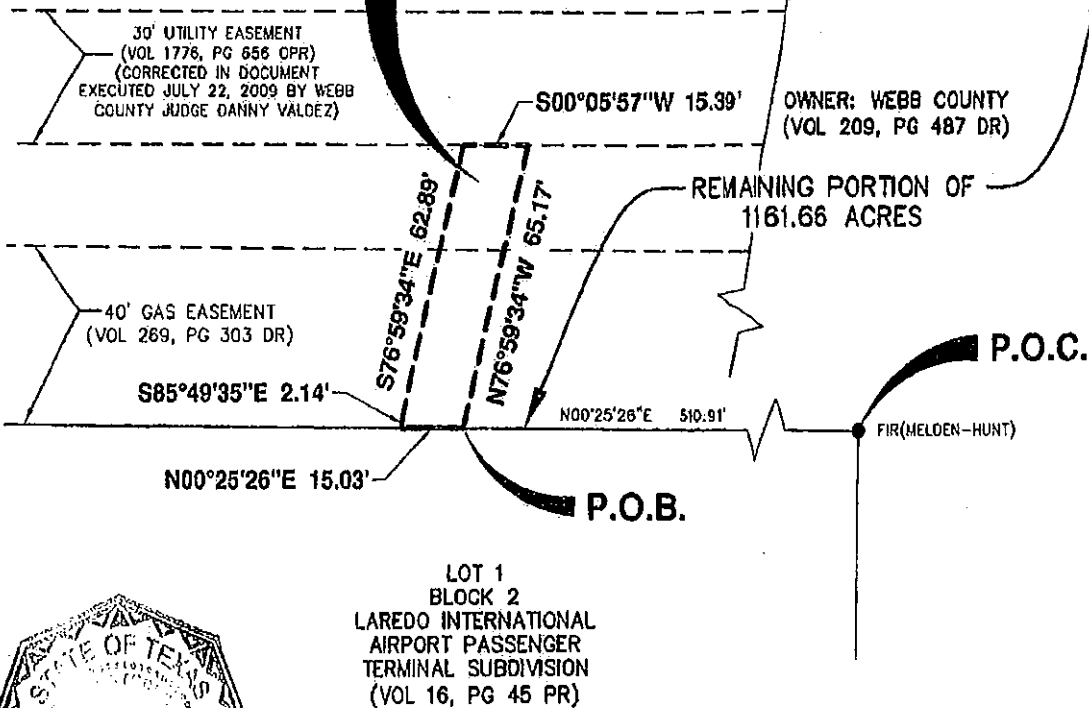 30' UTILITY EASEMENT
(VOL 1776, PG 656 OPR)
(CORRECTED IN DOCUMENT
EXECUTED JULY 22, 2009 BY WEBB
COUNTY JUDGE DANNY VALDEZ)
S00°05'57"W 15.39'
OWNER: WEBB COUNTY
(VOL 209, PG 487 DR)
REMAINING PORTION OF
1161.66 ACRES
S76°59'34"E 62.89'
N76°59'34"W 65.17'
40' GAS EASEMENT
(VOL 269, PG 303 DR)
S85°49'35"E 2.14'
N00°25'26"E 510.91'
P.O.C.
FIR(MELDEN-HUNT)
N00°25'26"E 15.03'
P.O.B.
LOT 1
BLOCK 2
LAREDO INTERNATIONAL
AIRPORT PASSENGER
TERMINAL SUBDIVISION
(VOL 16, PG 45 PR)
STATE OF TEXAS